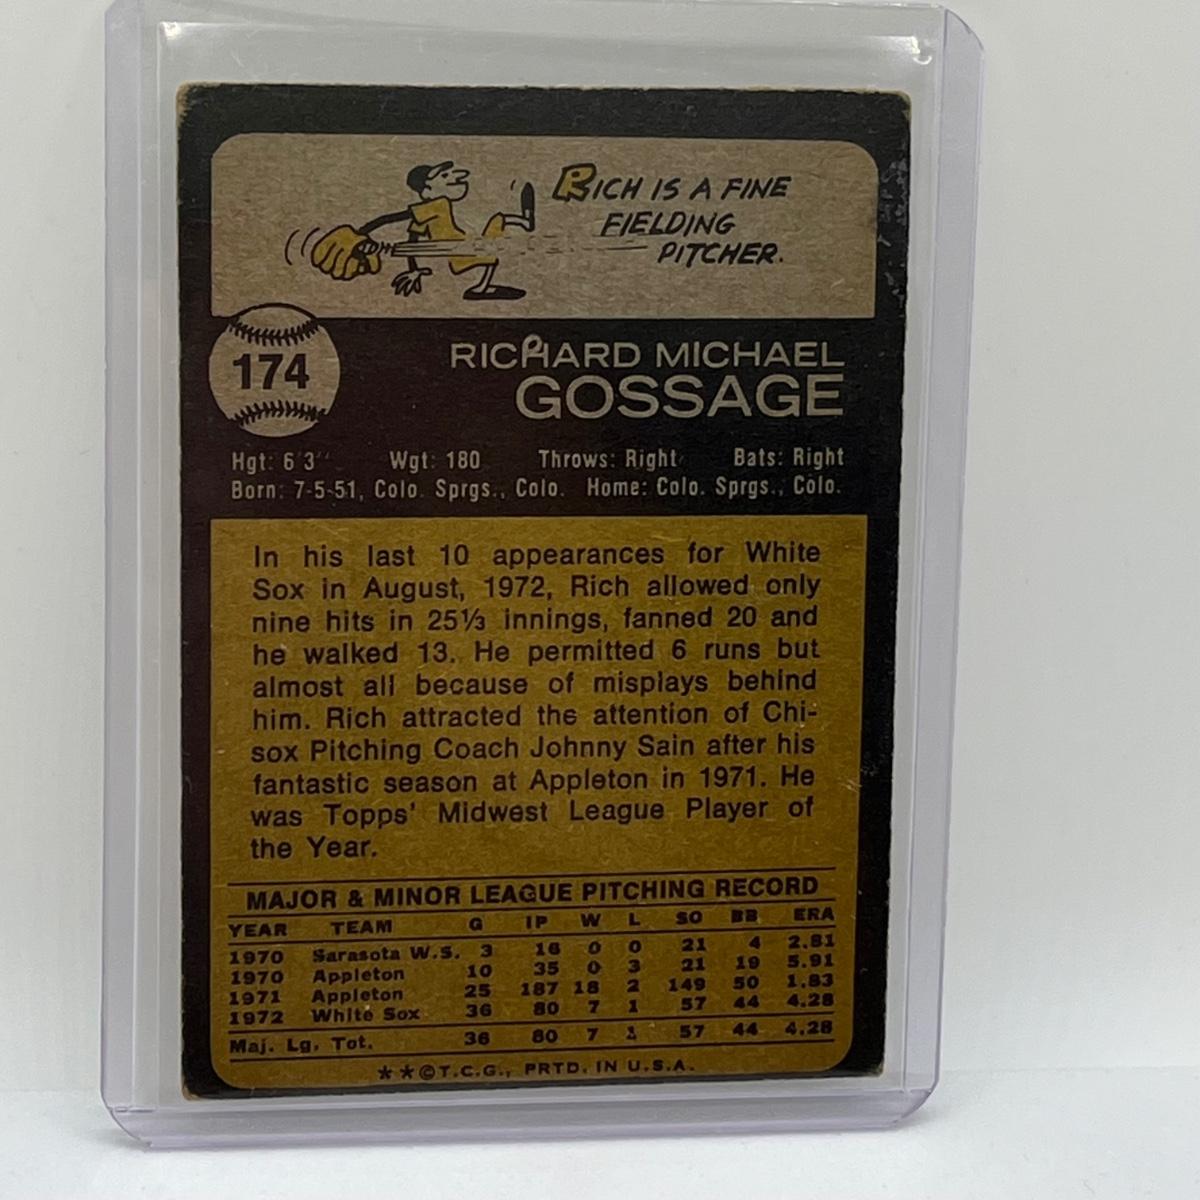 RICH IS A FINE
FIELDING
PITCHER.
174
RICHARD MICHAEL
GOSSAGE
Hgt: 6'3" Wgt: 180 Throws: Right Bats: Right
Born: 7-5-51, Colo. Sprgs., Colo. Home: Colo. Sprgs., Colo.
In his last 10 appearances for White
Sox in August, 1972, Rich allowed only
nine hits in 25⅓ innings, fanned 20 and
he walked 13. He permitted 6 runs but
almost all because of misplays behind
him. Rich attracted the attention of Chi-
sox Pitching Coach Johnny Sain after his
fantastic season at Appleton in 1971. He
was Topps' Midwest League Player of
the Year.
MAJOR & MINOR LEAGUE PITCHING RECORD
YEAR TEAM G IP W L SO BB ERA
1970 Sarasota W.S. 3 16 0 0 21 4 2.81
1970 Appleton 10 35 0 3 21 19 5.91
1971 Appleton 25 187 18 2 149 50 1.83
1972 White Sox 36 80 7 1 57 44 4.28
Maj. Lg. Tot. 36 80 7 1 57 44 4.28
**©T.C.G., PRTD. IN U.S.A.